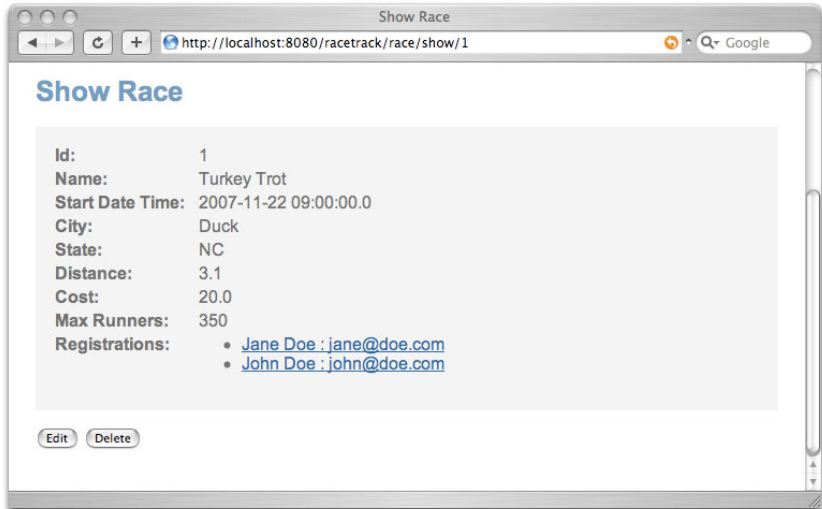 Show Race
http://localhost:8080/racetrack/race/show/1
Google
Show Race
Id: 1
Name: Turkey Trot
Start Date Time: 2007-11-22 09:00:00.0
City: Duck
State: NC
Distance: 3.1
Cost: 20.0
Max Runners: 350
Registrations: • Jane Doe : jane@doe.com
• John Doe : john@doe.com
Edit Delete